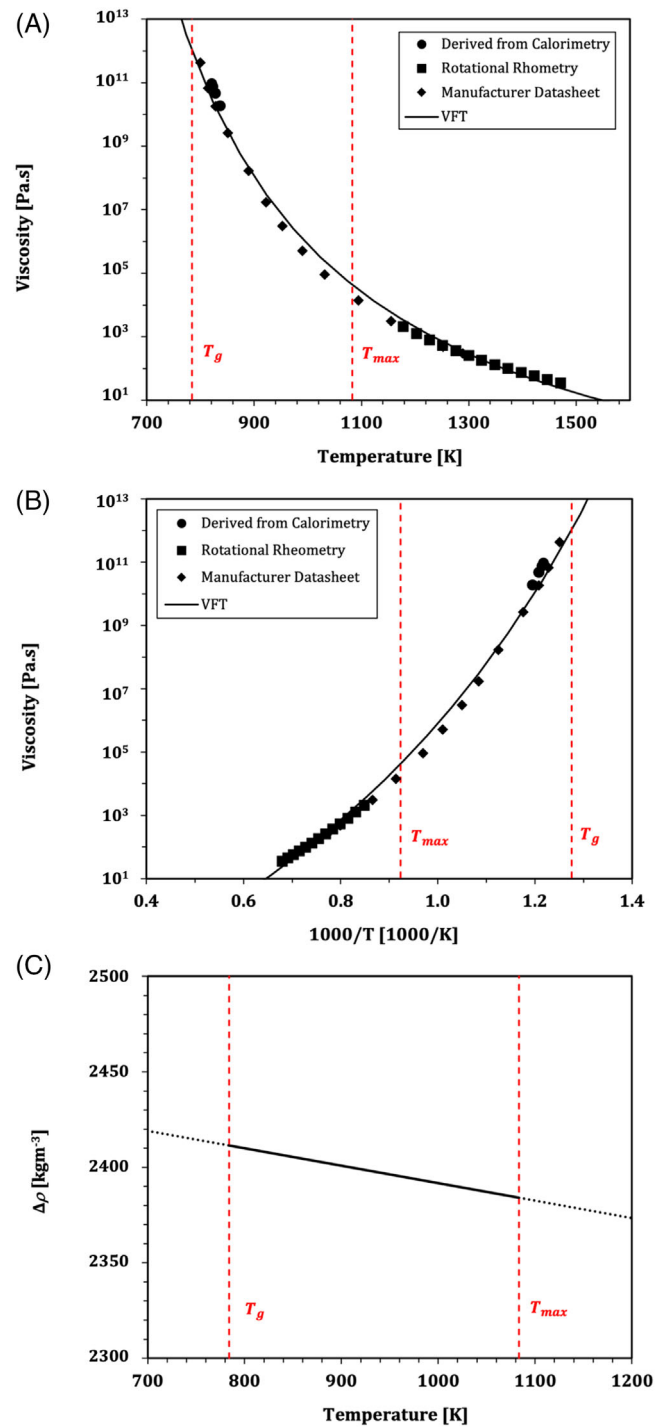 (A)
10^13
10^11
10^9
10^7
10^5
10^3
10^1
Viscosity [Pa.s]
Derived from Calorimetry
Rotational Rhometry
Manufacturer Datasheet
VFT
T_g
T_max
700 900 1100 1300 1500
Temperature [K]
(B)
10^13
10^11
10^9
10^7
10^5
10^3
10^1
Viscosity [Pa.s]
Derived from Calorimetry
Rotational Rheometry
Manufacturer Datasheet
VFT
T_max
T_g
0.4 0.6 0.8 1.0 1.2 1.4
1000/T [1000/K]
(C)
2500
2450
2400
2350
2300
Δρ [kgm-3]
T_g
T_max
700 800 900 1000 1100 1200
Temperature [K]